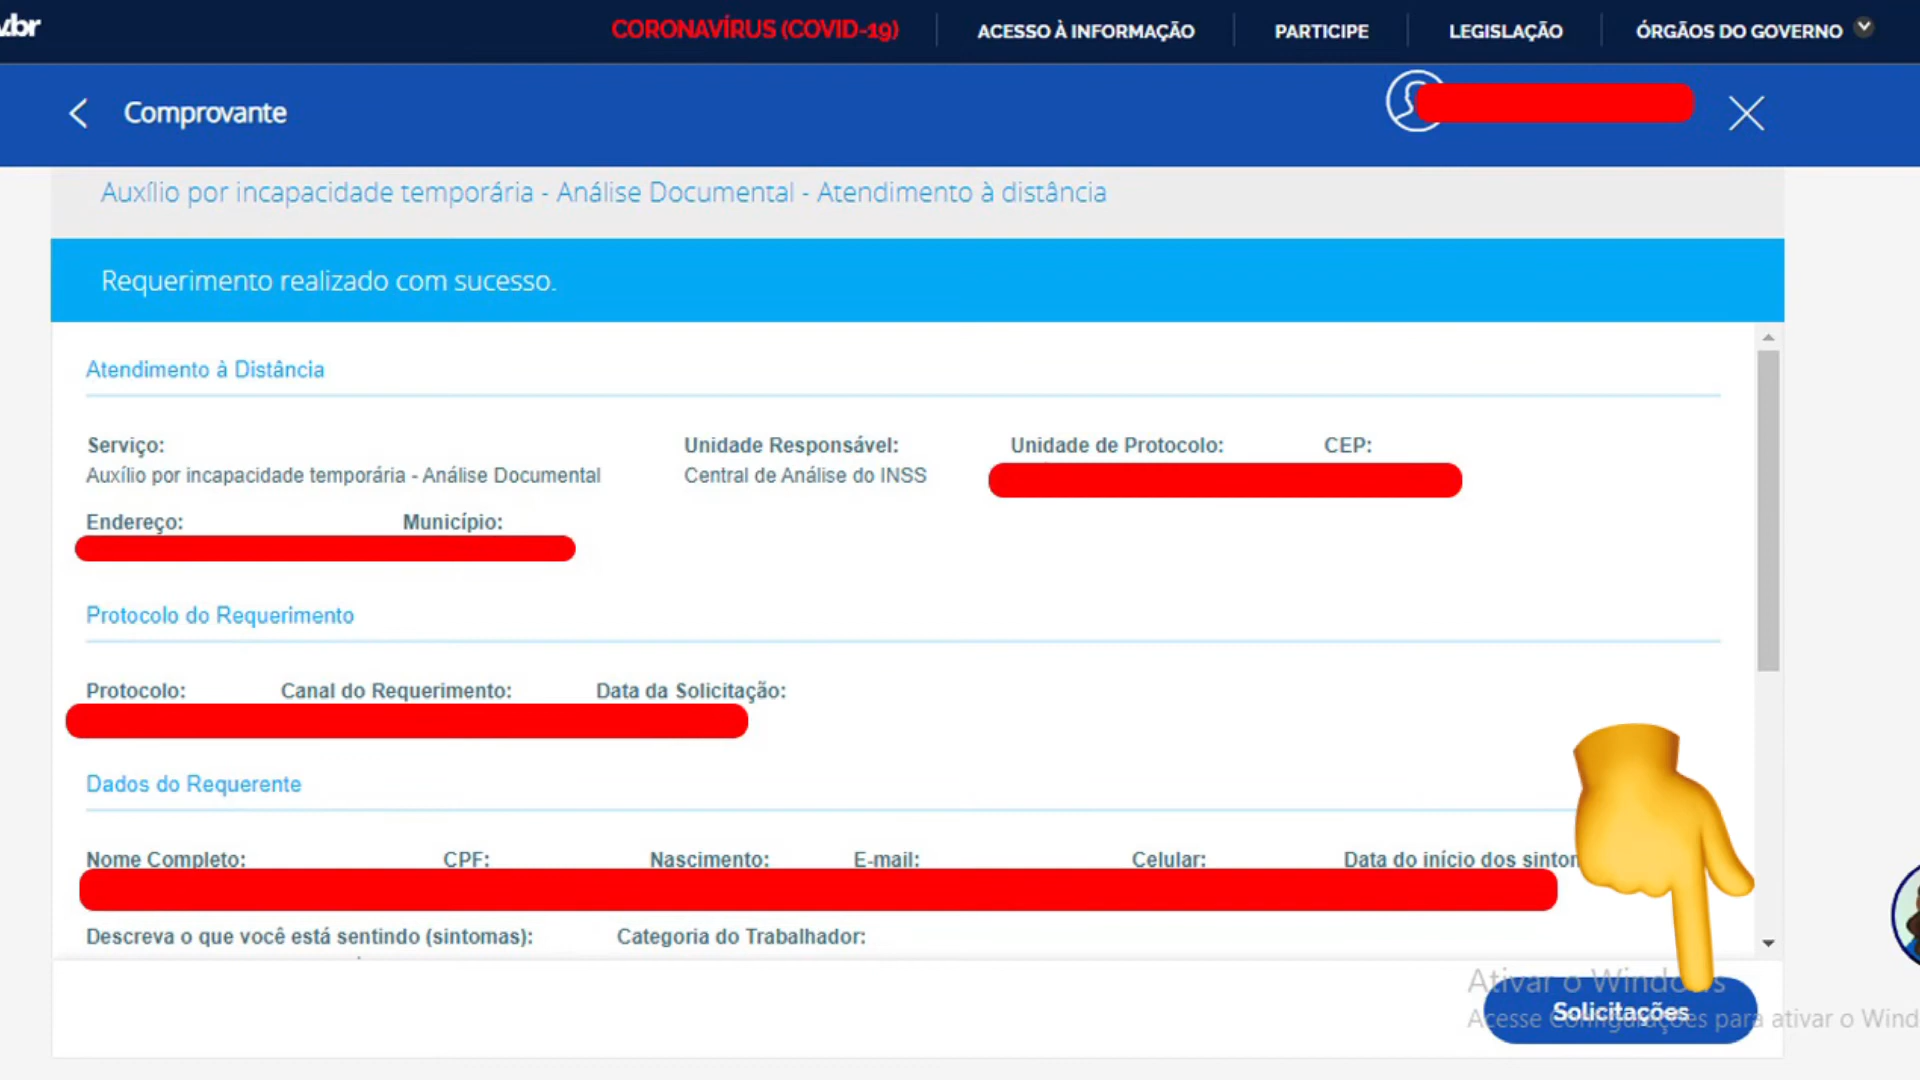 v.br
CORONAVÍRUS (COVID-19)
ACESSO À INFORMAÇÃO
PARTICIPE
LEGISLAÇÃO
ÓRGÃOS DO GOVERNO
Comprovante
Auxílio por incapacidade temporária - Análise Documental - Atendimento à distância
Requerimento realizado com sucesso.
Atendimento à Distância
Serviço: Unidade Responsável: Unidade de Protocolo: CEP:
Auxílio por incapacidade temporária - Análise Documental Central de Análise do INSS
Endereço: Município:
Protocolo do Requerimento
Protocolo: Canal do Requerimento: Data da Solicitação:
Dados do Requerente
Nome Completo: CPF: Nascimento: E-mail: Celular: Data do início dos sinto
Descreva o que você está sentindo (sintomas): Categoria do Trabalhador:
Ativar o Windows
Solicitações
Acesse Configurações para ativar o Wind